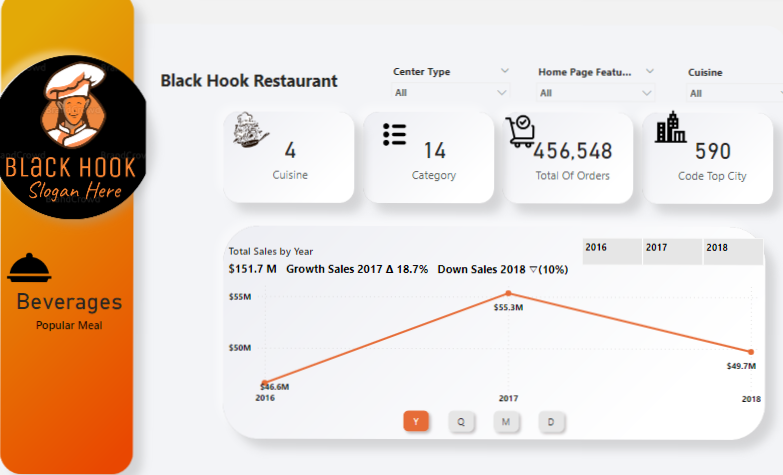 BLaCK HOOK
Slogan Here
Beverages
Popular Meal
Black Hook Restaurant
Center Type
All
Home Page Featu...
All
Cuisine
All
4
Cuisine
14
Category
456,548
Total Of Orders
590
Code Top City
Total Sales by Year
$151.7 M Growth Sales 2017 Δ 18.7% Down Sales 2018 ▽(10%)
2016 2017 2018
$55M
$50M
$55.3M
$49.7M
$46.6M
2016 2017 2018
Y Q M D